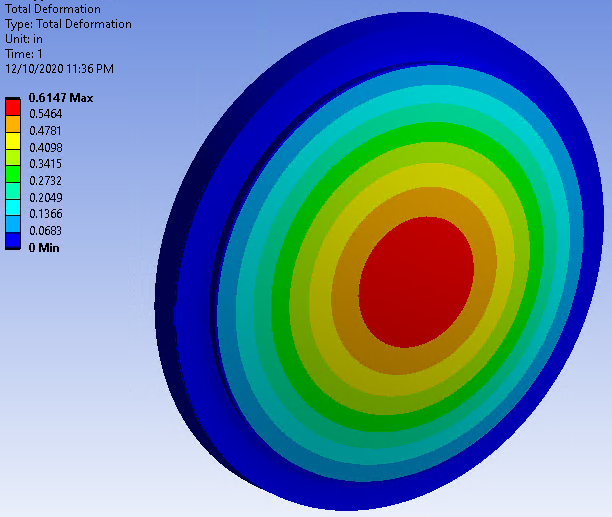 Total Deformation
Type: Total Deformation
Unit: in
Time: 1
12/10/2020 11:36 PM
0.6147 Max
0.5464
0.4781
0.4098
0.3415
0.2732
0.2049
0.1366
0.0683
0 Min